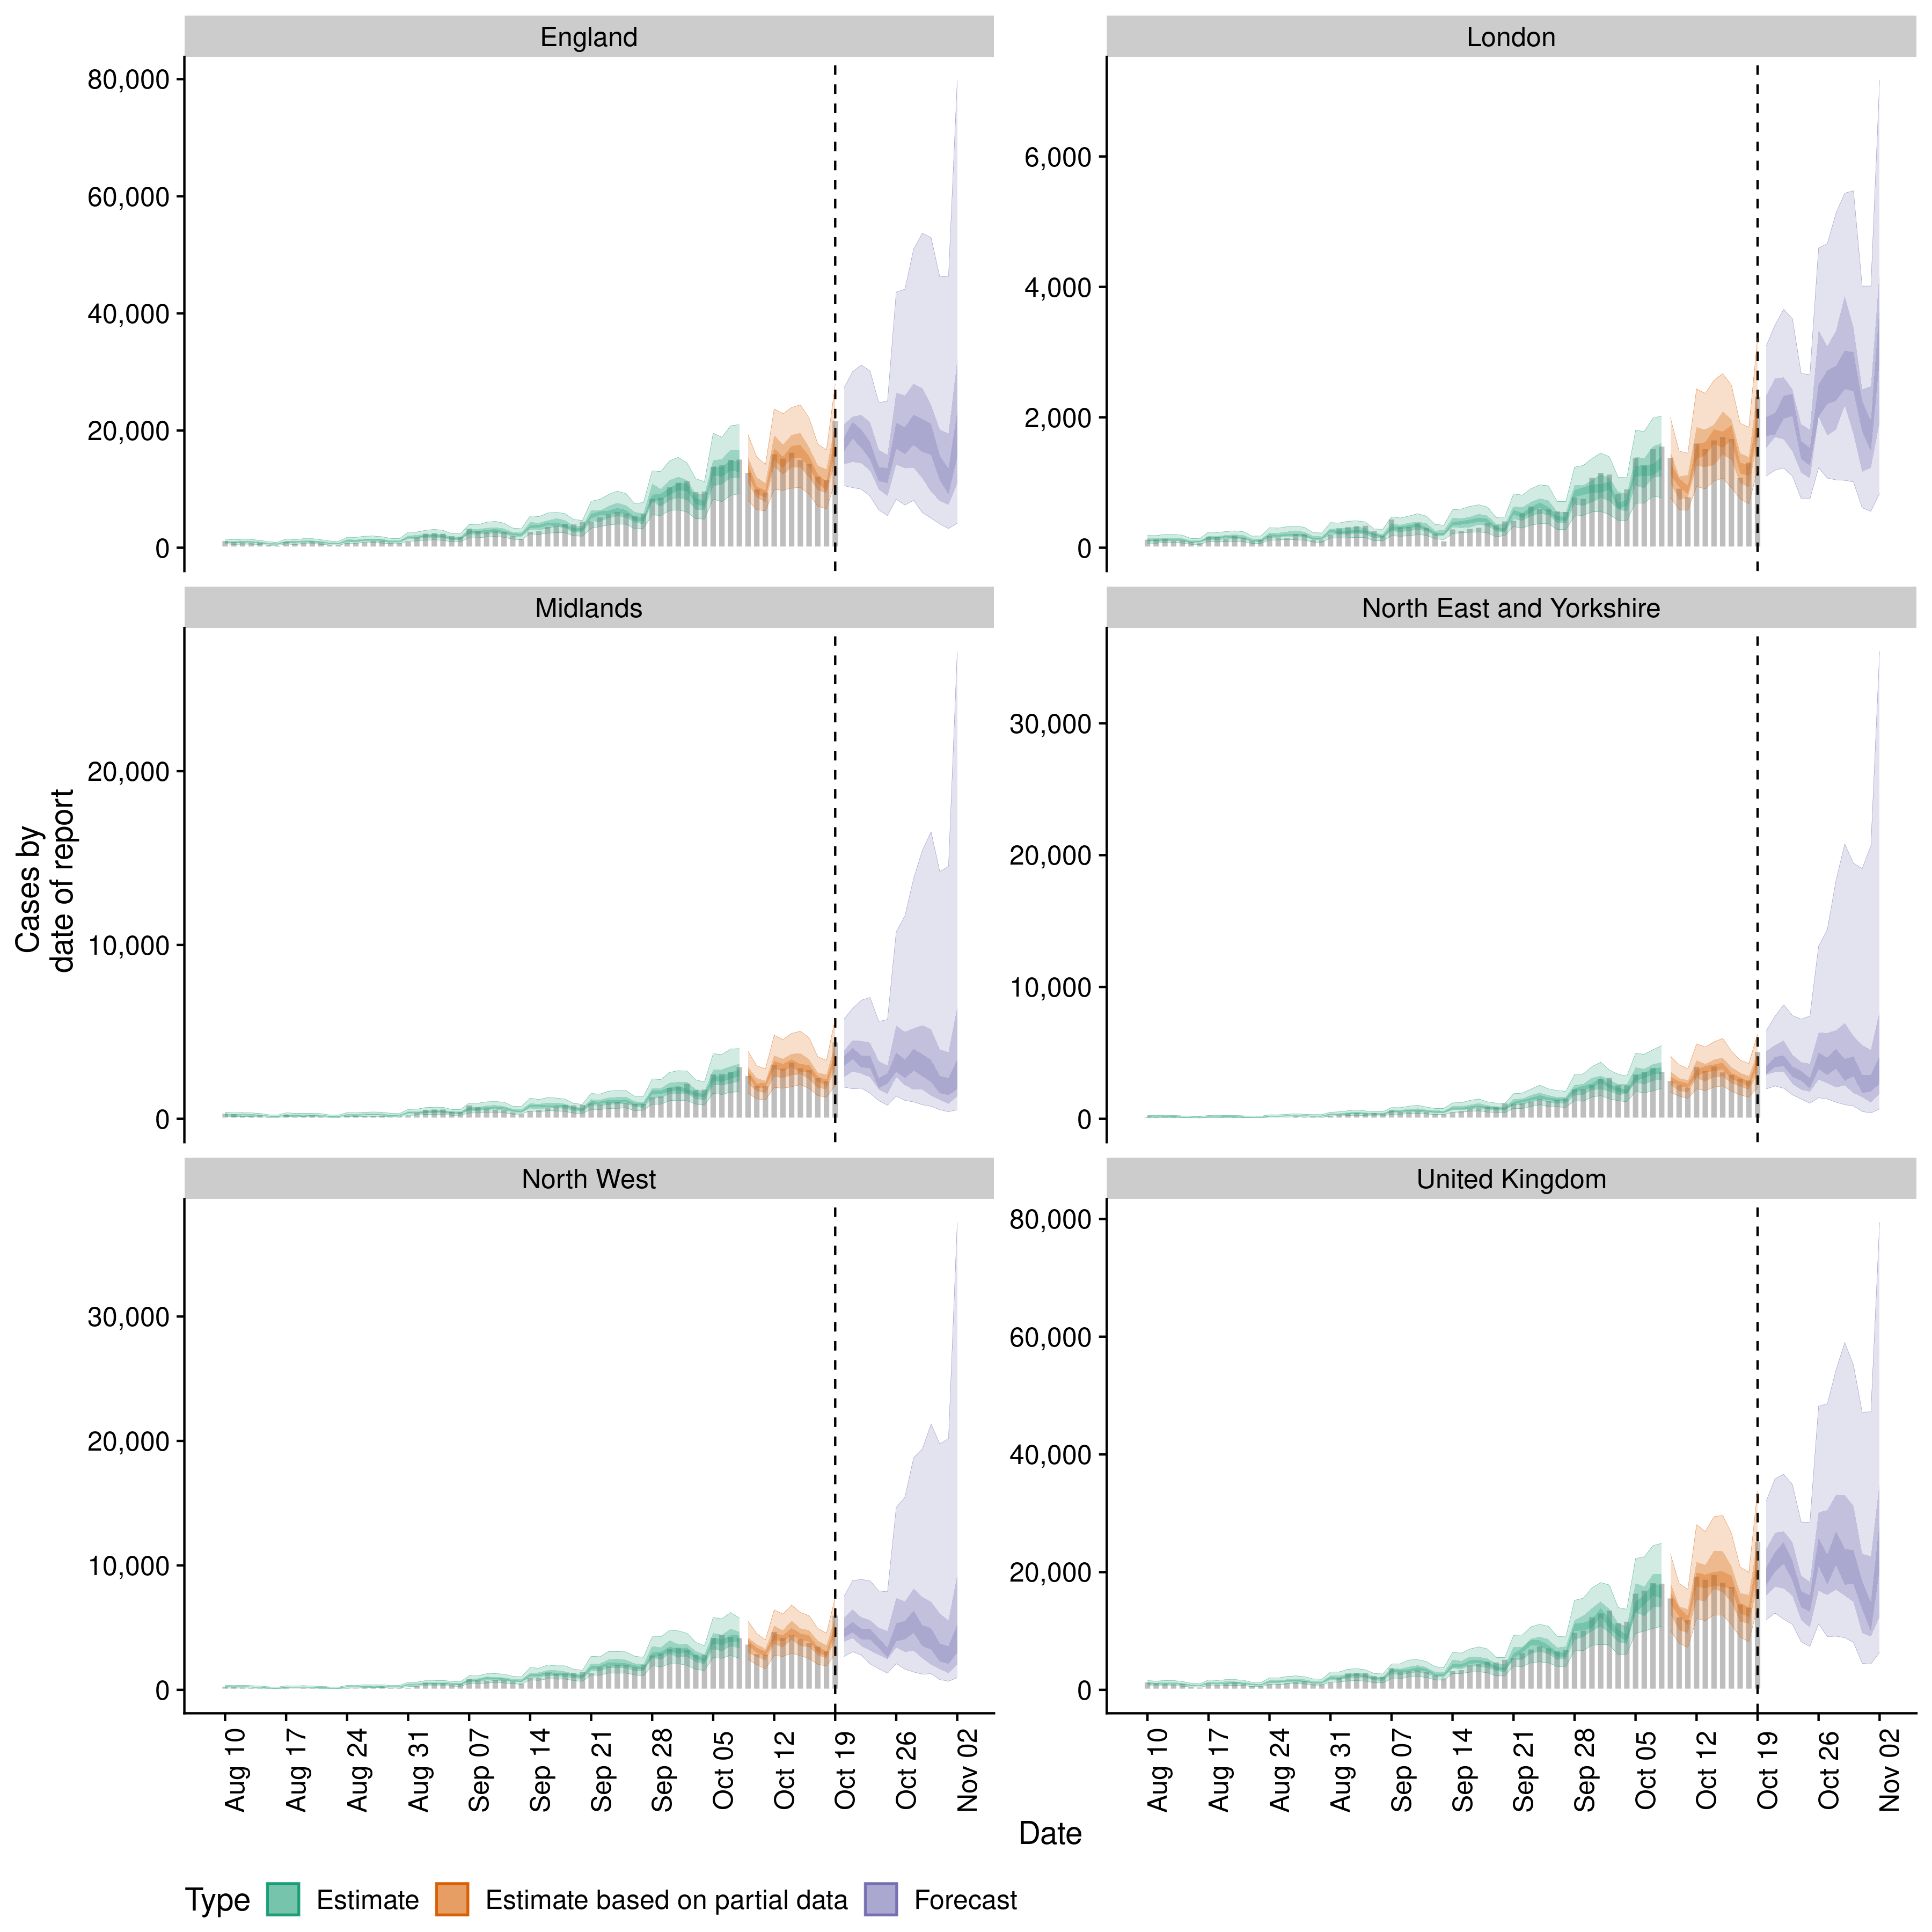 England
London
80,000
60,000
40,000
20,000
0
6,000
4,000
2,000
0
Midlands
North East and Yorkshire
Cases by
date of report
20,000
10,000
0
30,000
20,000
10,000
0
North West
United Kingdom
30,000
20,000
10,000
0
80,000
60,000
40,000
20,000
0
Aug 10
Aug 17
Aug 24
Aug 31
Sep 07
Sep 14
Sep 21
Sep 28
Oct 05
Oct 12
Oct 19
Oct 26
Nov 02
Aug 10
Aug 17
Aug 24
Aug 31
Sep 07
Sep 14
Sep 21
Sep 28
Oct 05
Oct 12
Oct 19
Oct 26
Nov 02
Date
Type Estimate Estimate based on partial data Forecast